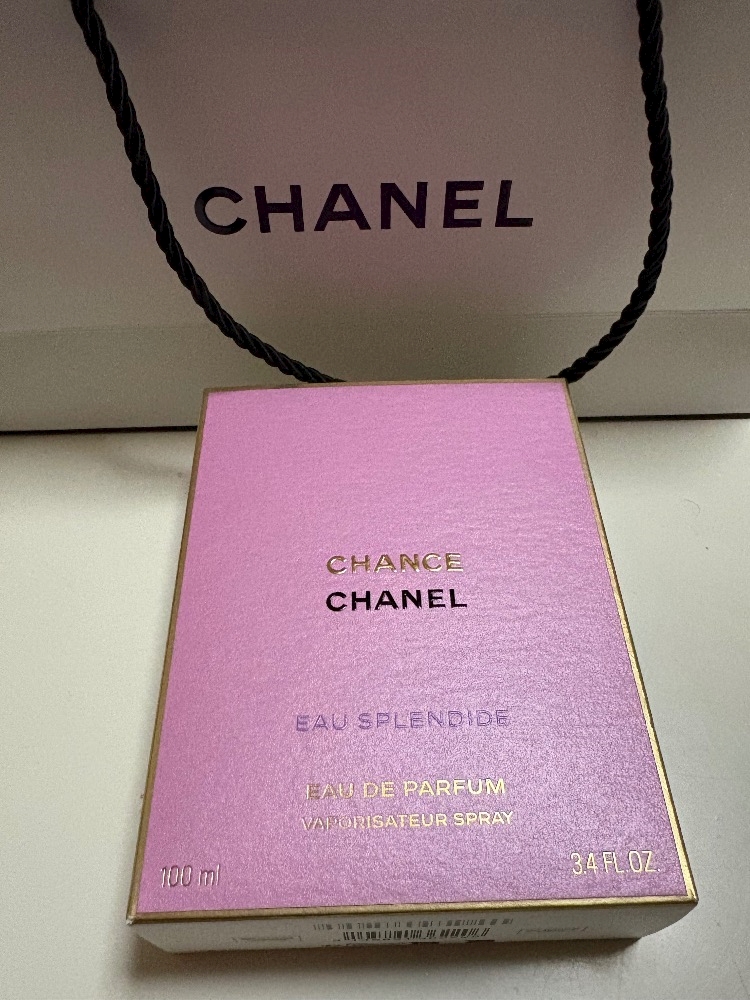 CHANEL
CHANCE
CHANEL
EAU SPLENDIDE
EAU DE PARFUM
VAPORISATEUR SPRAY
100 ml
3.4 FL.OZ.